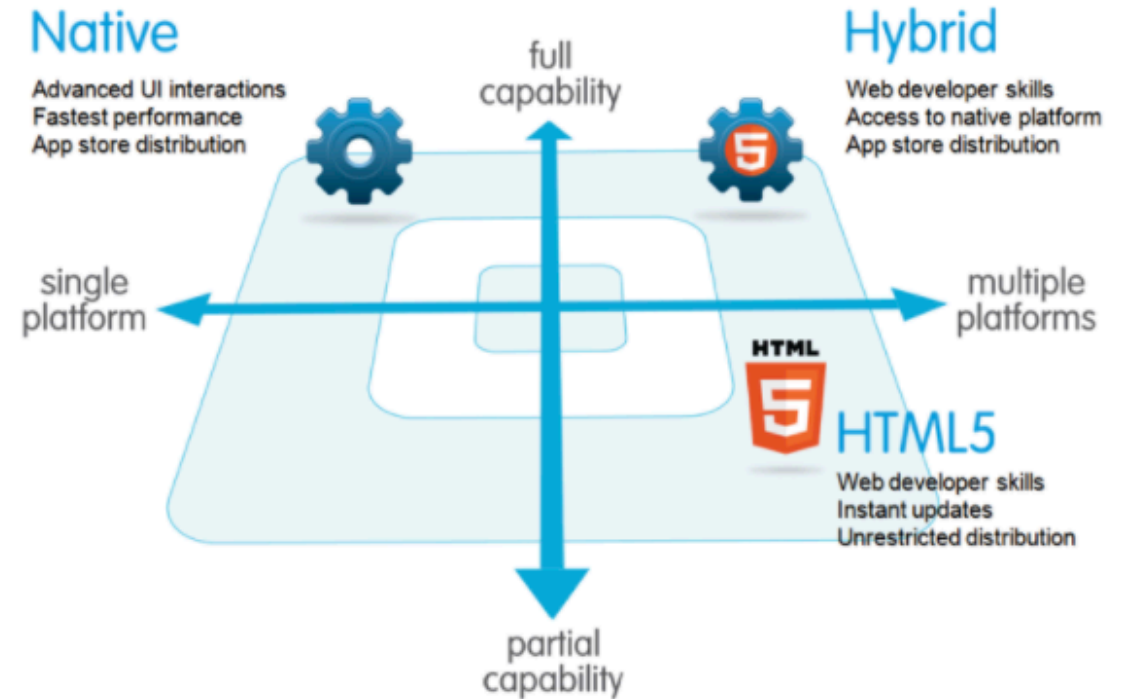 Native
Advanced UI interactions
Fastest performance
App store distribution
full
capability
Hybrid
Web developer skills
Access to native platform
App store distribution
5
single
platform
multiple
platforms
HTML
5
HTML5
Web developer skills
Instant updates
Unrestricted distribution
partial
capability